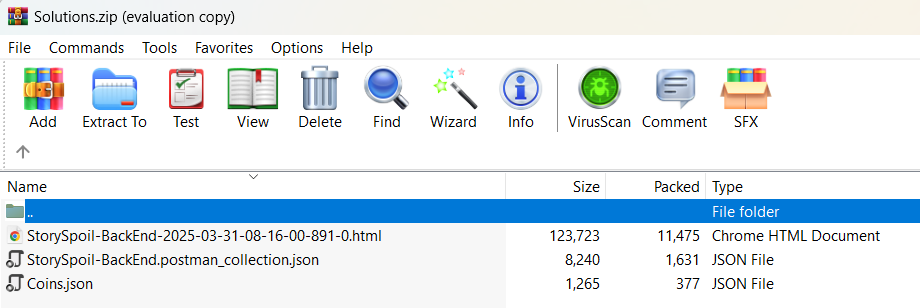 Solutions.zip (evaluation copy)
File Commands Tools Favorites Options Help
Add Extract To Test View Delete Find Wizard Info VirusScan Comment SFX
Name Size Packed Type
.. File folder
StorySpoil-BackEnd-2025-03-31-08-16-00-891-0.html 123,723 11,475 Chrome HTML Document
StorySpoil-BackEnd.postman_collection.json 8,240 1,631 JSON File
Coins.json 1,265 377 JSON File